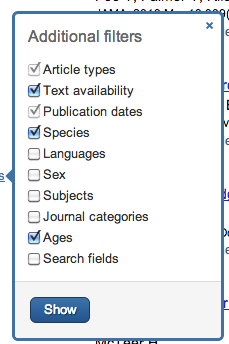 Additional filters
Article types
Text availability
Publication dates
Species
Languages
Sex
Subjects
Journal categories
Ages
Search fields
Show